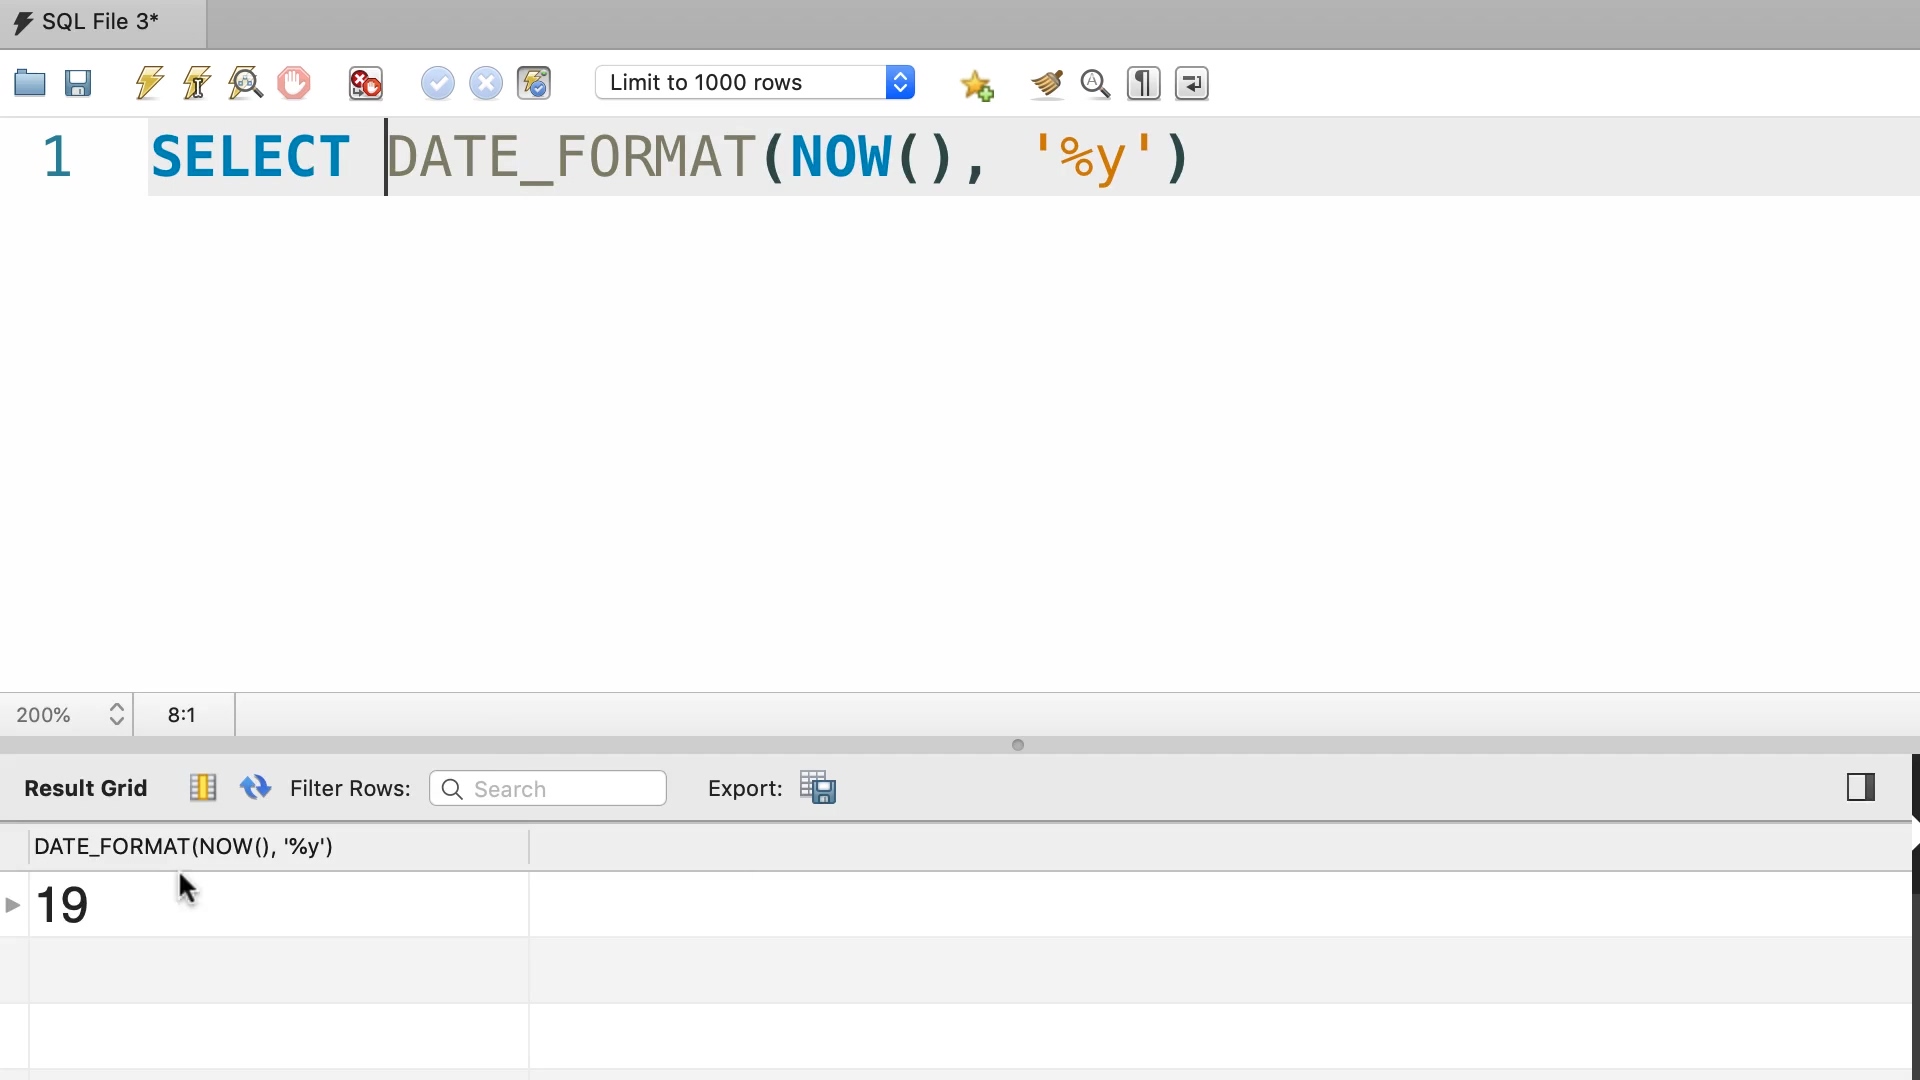 SQL File 3*
Limit to 1000 rows
1 SELECT DATE_FORMAT(NOW(), '%y')
200% 8:1
Result Grid Filter Rows: Search Export:
DATE_FORMAT(NOW(), '%y')
19